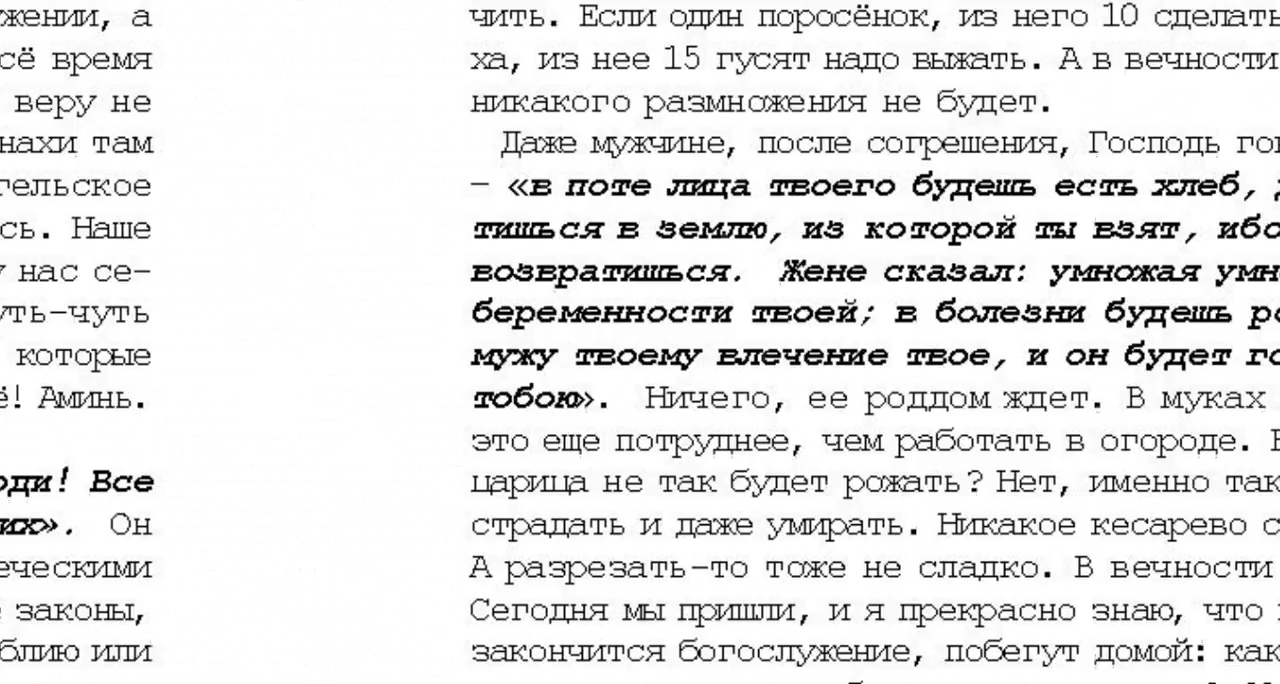 жении, а
сё время
веру не
нахи там
гельское
сь. Наше
нас се-
уть-чуть
которые
ё! Аминь.
оди! Все
их». Он
еческими
законы,
блию или
чить. Если один поросёнок, из него 10 сделать
ха, из нее 15 гусят надо выжать. А в вечности
никакого размножения не будет.
Даже мужчине, после согрешения, Господь гов
- «в поте лица твоего будешь есть хлеб,
тишься в землю, из которой ты взят, ибо
возвратишься. Жене сказал: умножая умн
беременности твоей; в болезни будешь ро
мужу твоему влечение твое, и он будет го
тобою». Ничего, ее роддом ждет. В муках
это еще потруднее, чем работать в огороде.
царица не так будет рожать? Нет, именно так
страдать и даже умирать. Никакое кесарево с
А разрезать-то тоже не сладко. В вечности
Сегодня мы пришли, и я прекрасно знаю, что
закончится богослужение, побегут домой: как